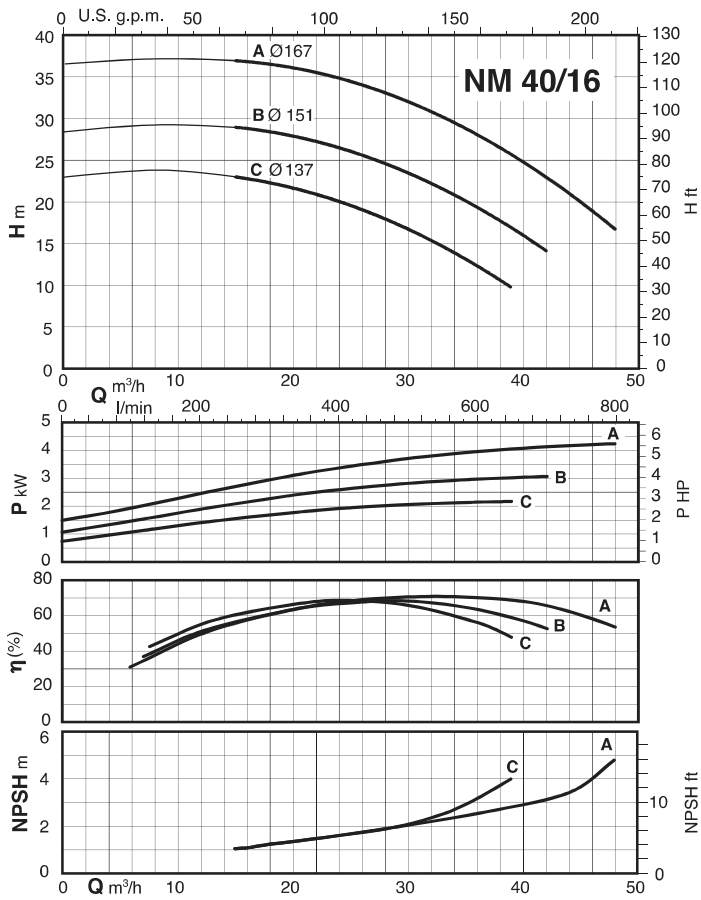 0 U.S. g.p.m. 50 100 150 200
40 130
A Ø167 120
35 NM 40/16 110
30 B Ø 151 100
90
25 C Ø 137 80
70
20 60
H m H ft
15 50
40
10 30
5 20
10
0 0
0 10 20 30 40 50
Q m³/h
l/min
0 200 400 600 800
5 A 6
4 5
3 B 4
P kW P HP
2 C 3
2
1 1
0 0
80
60 A
B
η (%)
40 C
20
0
6 A
C
4
NPSH m NPSH ft
10
2
0 0
0 Q m³/h 10 20 30 40 50